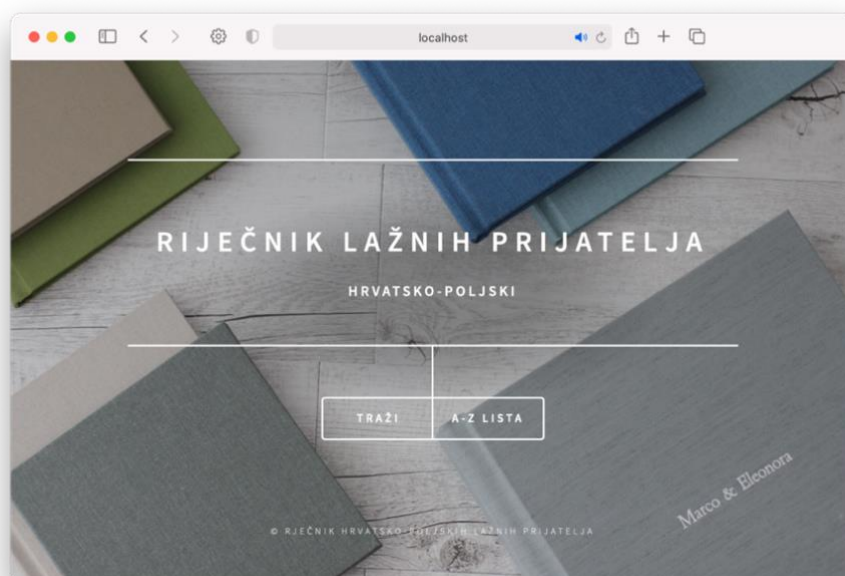 localhost
RIJEČNIK LAŽNIH PRIJATELJA
HRVATSKO-POLJSKI
TRAŽI
A-Z LISTA
Marco & Eleonora
© RJEČNIK HRVATSKO-POLJSKIH LAŽNIH PRIJATELJA